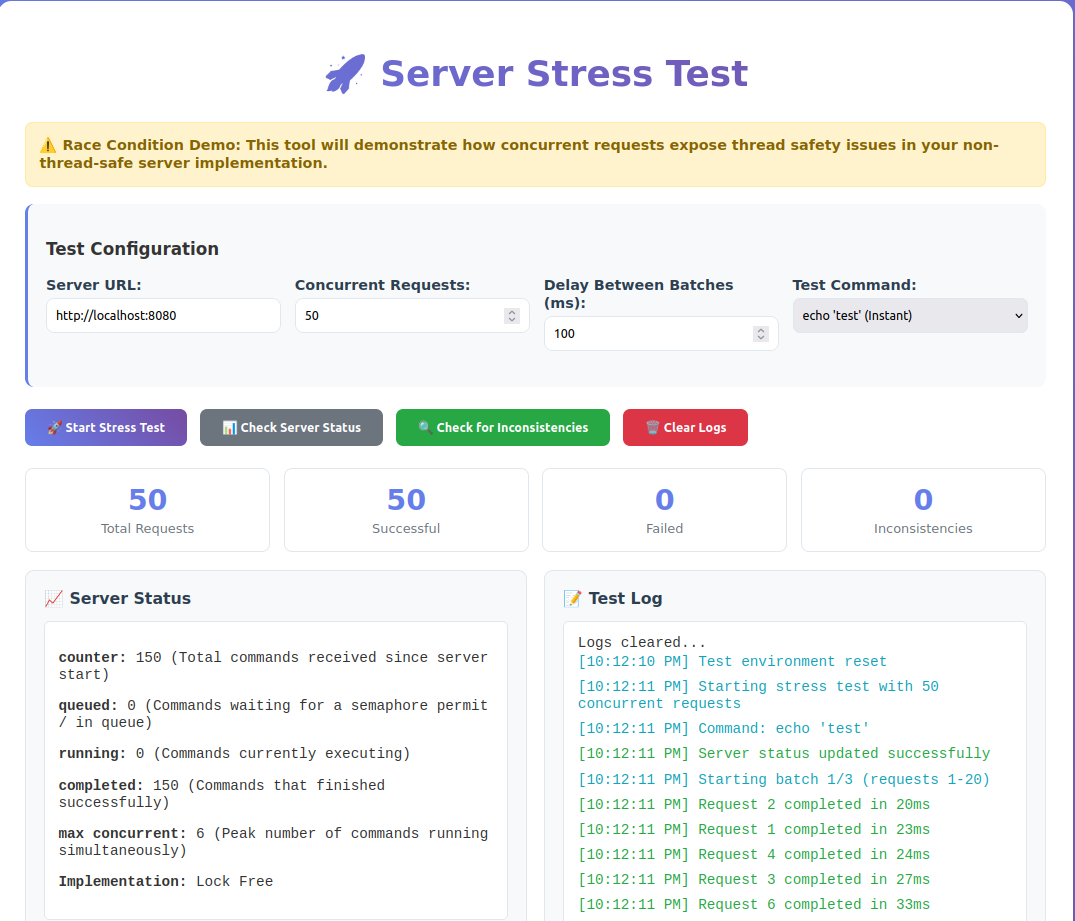 🚀 Server Stress Test
⚠️ Race Condition Demo: This tool will demonstrate how concurrent requests expose thread safety issues in your non-
thread-safe server implementation.
Test Configuration
Server URL:
http://localhost:8080
Concurrent Requests:
50
Delay Between Batches
(ms):
100
Test Command:
echo 'test' (Instant)
🚀 Start Stress Test
📊 Check Server Status
🔍 Check for Inconsistencies
🗑️ Clear Logs
50
Total Requests
50
Successful
0
Failed
0
Inconsistencies
📈 Server Status
counter: 150 (Total commands received since server
start)
queued: 0 (Commands waiting for a semaphore permit
/ in queue)
running: 0 (Commands currently executing)
completed: 150 (Commands that finished
successfully)
max concurrent: 6 (Peak number of commands running
simultaneously)
Implementation: Lock Free
📝 Test Log
Logs cleared...
[10:12:10 PM] Test environment reset
[10:12:11 PM] Starting stress test with 50
concurrent requests
[10:12:11 PM] Command: echo 'test'
[10:12:11 PM] Server status updated successfully
[10:12:11 PM] Starting batch 1/3 (requests 1-20)
[10:12:11 PM] Request 2 completed in 20ms
[10:12:11 PM] Request 1 completed in 23ms
[10:12:11 PM] Request 4 completed in 24ms
[10:12:11 PM] Request 3 completed in 27ms
[10:12:11 PM] Request 6 completed in 33ms